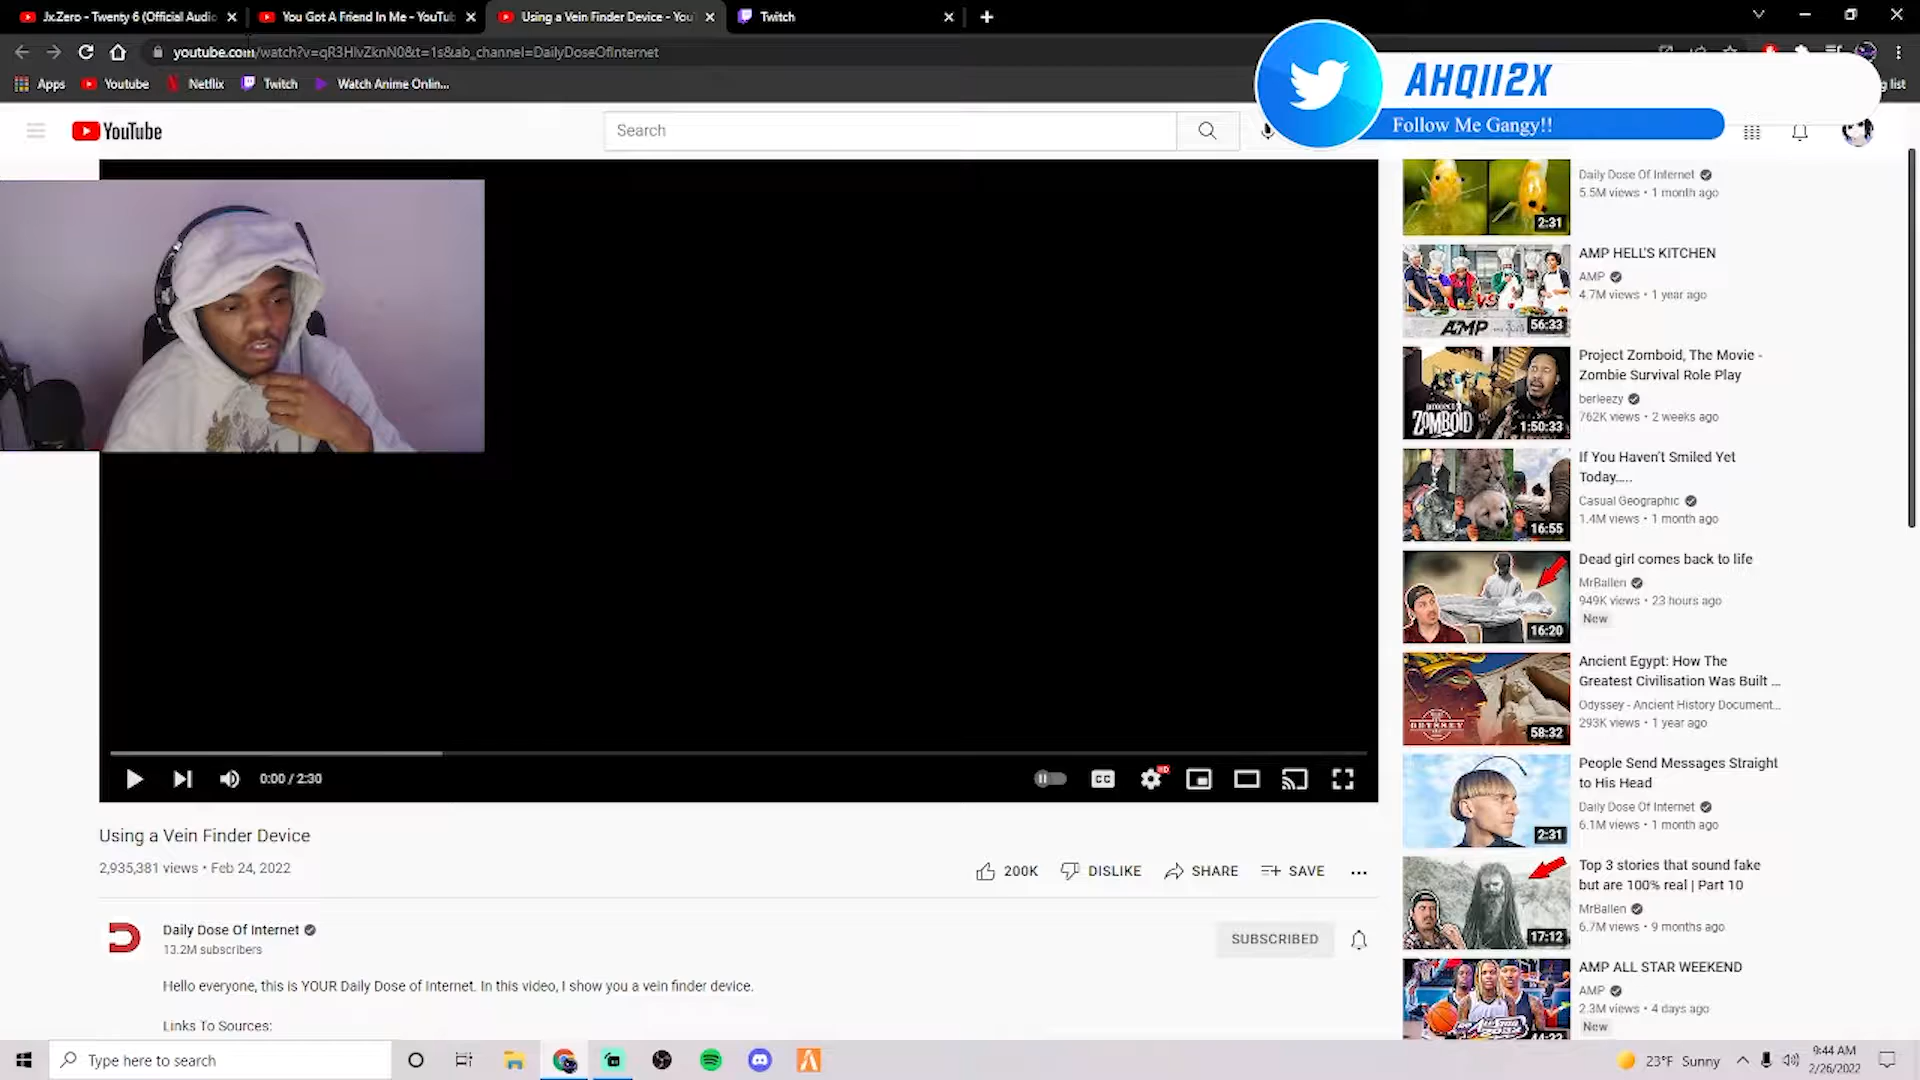 Jx.Zero - Twenty 6 (Official Audio
You Got A Friend In Me - YouTub
Using a Vein Finder Device - You
Twitch
youtube.com/watch?v=qR3HlvZknN0&t=1s&ab_channel=DailyDoseOfInternet
Apps
Youtube
Netflix
Twitch
Watch Anime Onlin...
g list
AHQII2X
Follow Me Gangy!!
YouTube
Search
Daily Dose Of Internet
5.5M views • 1 month ago
2:31
AMP HELL'S KITCHEN
AMP
4.7M views • 1 year ago
VS
AMP
56:33
Project Zomboid, The Movie -
Zombie Survival Role Play
berleezy
762K views • 2 weeks ago
PROJECT
ZOMBOID
1:50:33
If You Haven't Smiled Yet
Today.....
Casual Geographic
1.4M views • 1 month ago
16:55
Dead girl comes back to life
MrBallen
949K views • 23 hours ago
New
16:20
Ancient Egypt: How The
Greatest Civilisation Was Built ...
Odyssey - Ancient History Document...
293K views • 1 year ago
ODYSSEY
58:32
People Send Messages Straight
to His Head
Daily Dose Of Internet
6.1M views • 1 month ago
2:31
Top 3 stories that sound fake
but are 100% real | Part 10
MrBallen
6.7M views • 9 months ago
17:12
AMP ALL STAR WEEKEND
AMP
2.3M views • 4 days ago
New
0:00 / 2:30
CC
HD
Using a Vein Finder Device
2,935,381 views • Feb 24, 2022
200K
DISLIKE
SHARE
SAVE
Daily Dose Of Internet
13.2M subscribers
SUBSCRIBED
Hello everyone, this is YOUR Daily Dose of Internet. In this video, I show you a vein finder device.
Links To Sources:
Type here to search
23°F Sunny
9:44 AM
2/26/2022